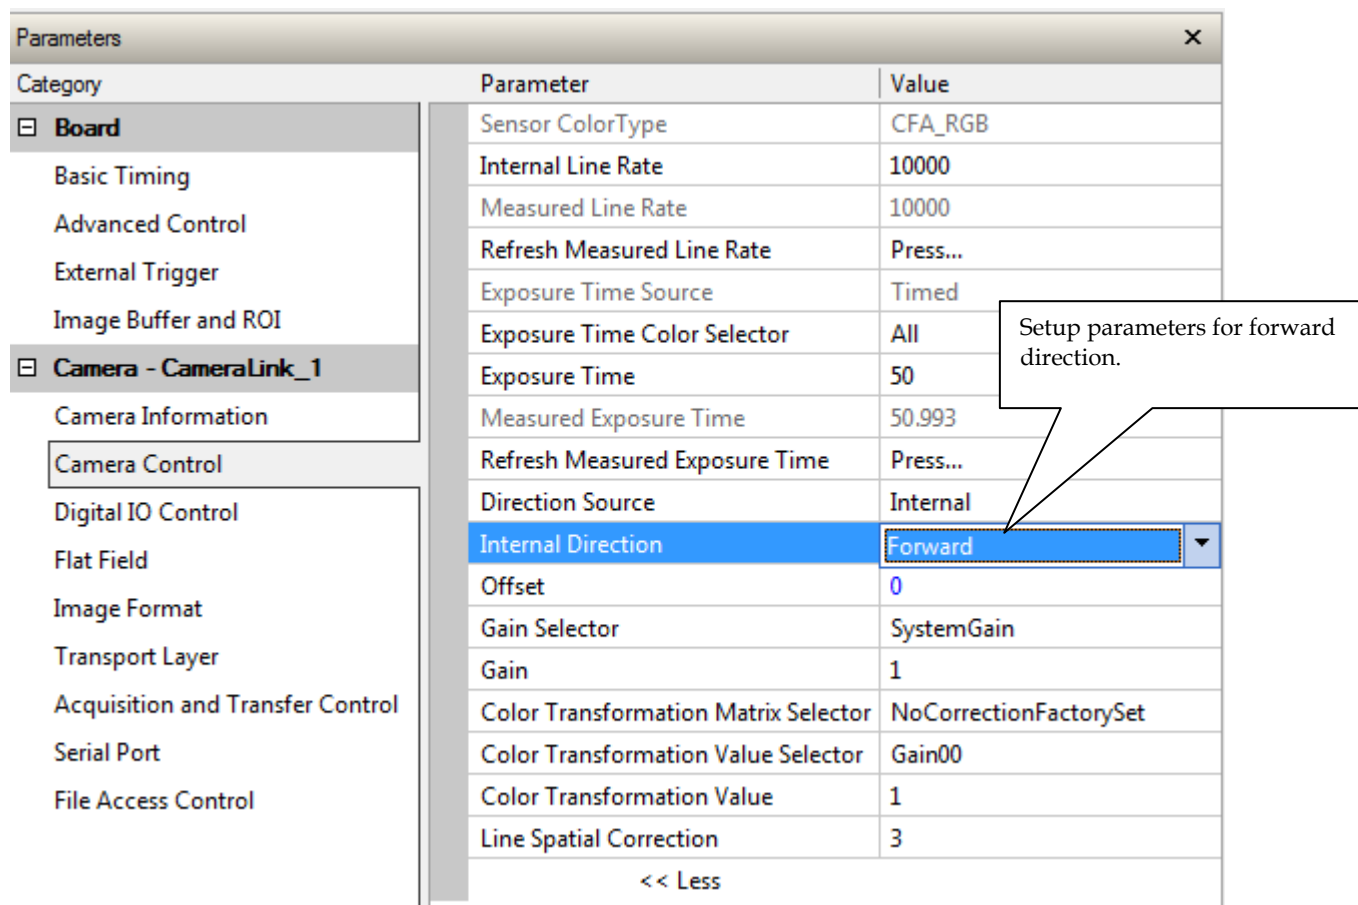 Parameters
Category
Parameter Value
Board
Basic Timing
Advanced Control
External Trigger
Image Buffer and ROI
Camera - CameraLink_1
Camera Information
Camera Control
Digital IO Control
Flat Field
Image Format
Transport Layer
Acquisition and Transfer Control
Serial Port
File Access Control
Sensor ColorType CFA_RGB
Internal Line Rate 10000
Measured Line Rate 10000
Refresh Measured Line Rate Press...
Exposure Time Source Timed
Exposure Time Color Selector All
Exposure Time 50
Measured Exposure Time 50.993
Refresh Measured Exposure Time Press...
Direction Source Internal
Internal Direction Forward
Offset 0
Gain Selector SystemGain
Gain 1
Color Transformation Matrix Selector NoCorrectionFactorySet
Color Transformation Value Selector Gain00
Color Transformation Value 1
Line Spatial Correction 3
<< Less
Setup parameters for forward
direction.